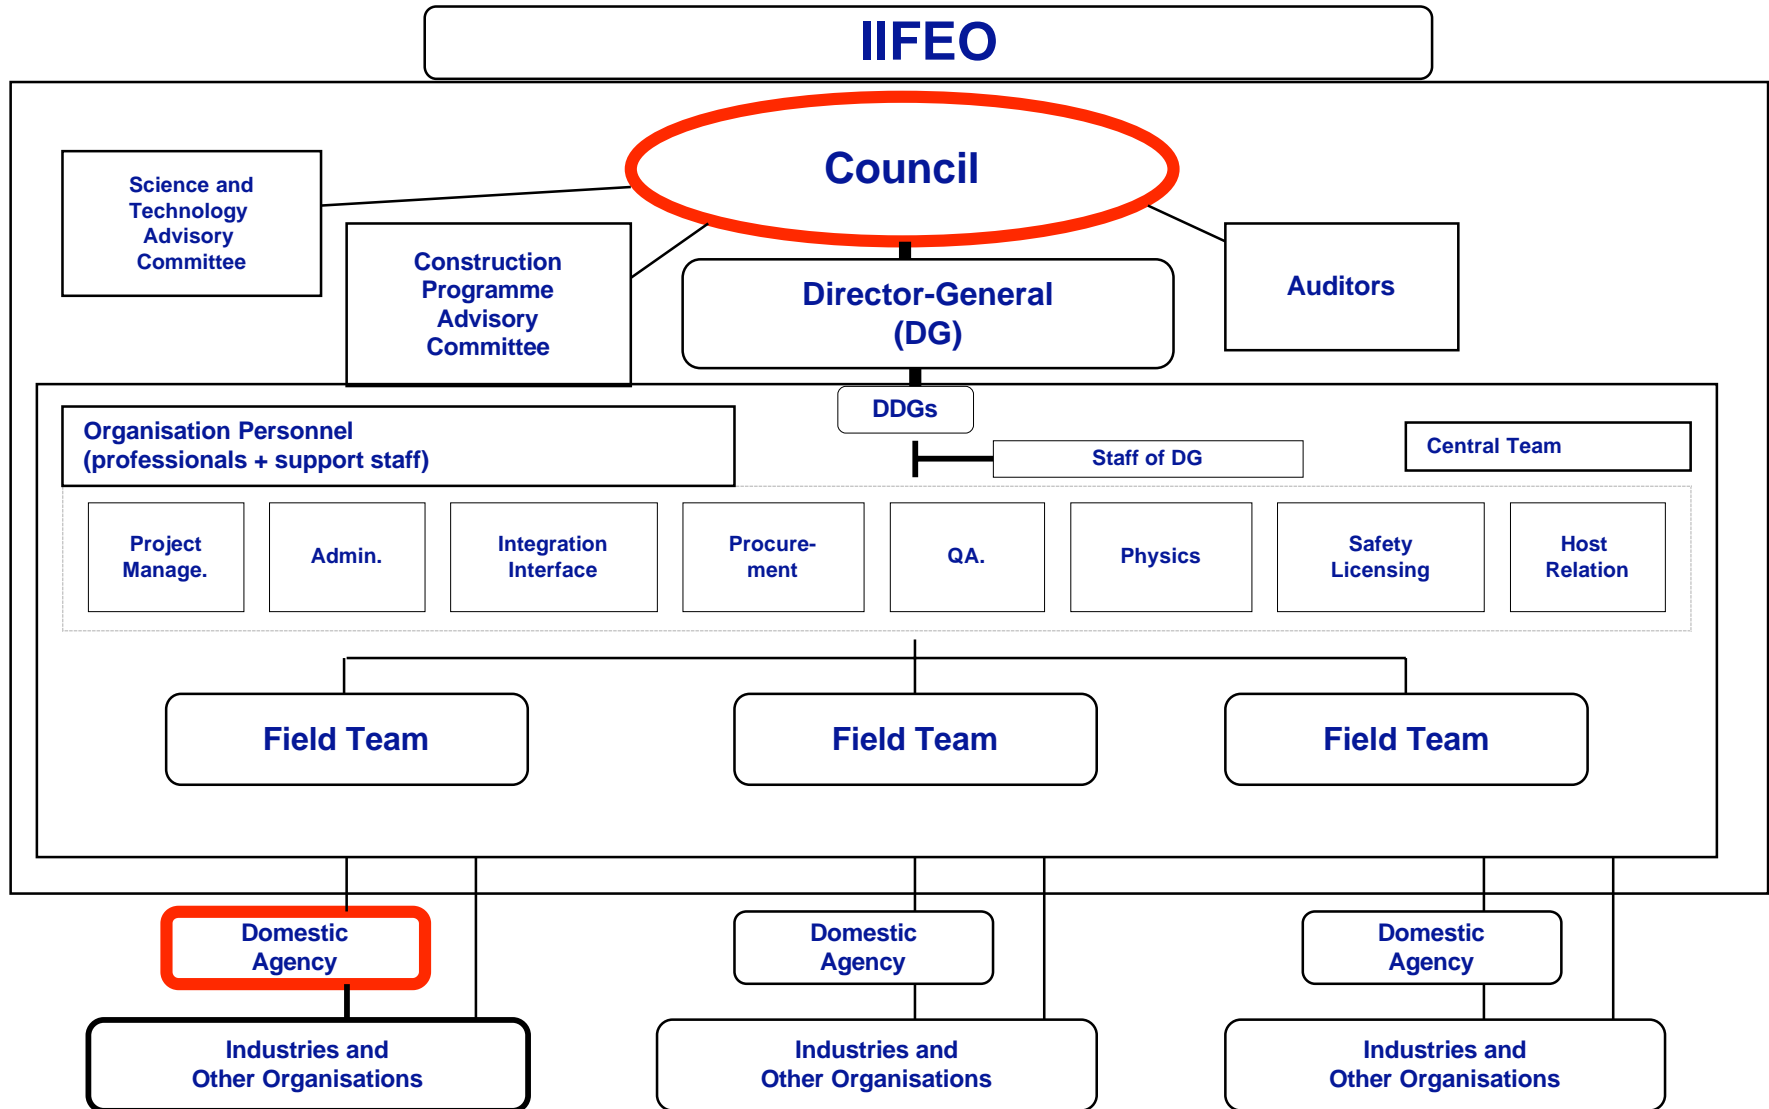 IIFEO
Council
Science and
Technology
Advisory
Committee
Construction
Programme
Advisory
Committee
Director-General
(DG)
Auditors
DDGs
Organisation Personnel
(professionals + support staff)
Staff of DG
Central Team
Project
Manage.
Admin.
Integration
Interface
Procure-
ment
QA.
Physics
Safety
Licensing
Host
Relation
Field Team
Field Team
Field Team
Domestic
Agency
Domestic
Agency
Domestic
Agency
Industries and
Other Organisations
Industries and
Other Organisations
Industries and
Other Organisations